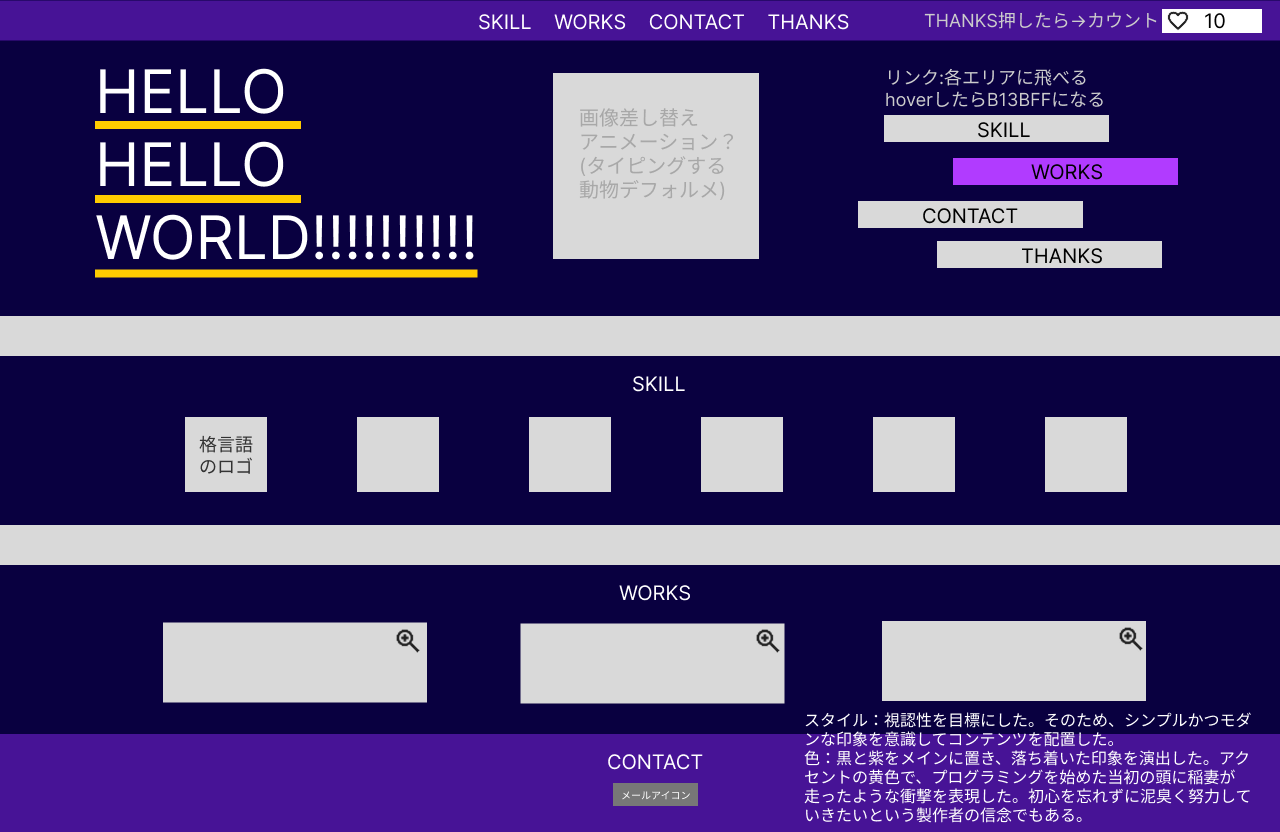 SKILL WORKS CONTACT THANKS THANKS押したら→カウント 10
HELLO
HELLO
WORLD!!!!!!!!!!
画像差し替え
アニメーション？
(タイピングする
動物デフォルメ)
リンク:各エリアに飛べる
hoverしたらB13BFFになる
SKILL
WORKS
CONTACT
THANKS
SKILL
格言語
のロゴ
WORKS
CONTACT
メールアイコン
スタイル：視認性を目標にした。そのため、シンプルかつモダ
ンな印象を意識してコンテンツを配置した。
色：黒と紫をメインに置き、落ち着いた印象を演出した。アク
セントの黄色で、プログラミングを始めた当初の頭に稲妻が
走ったような衝撃を表現した。初心を忘れずに泥臭く努力して
いきたいという製作者の信念でもある。